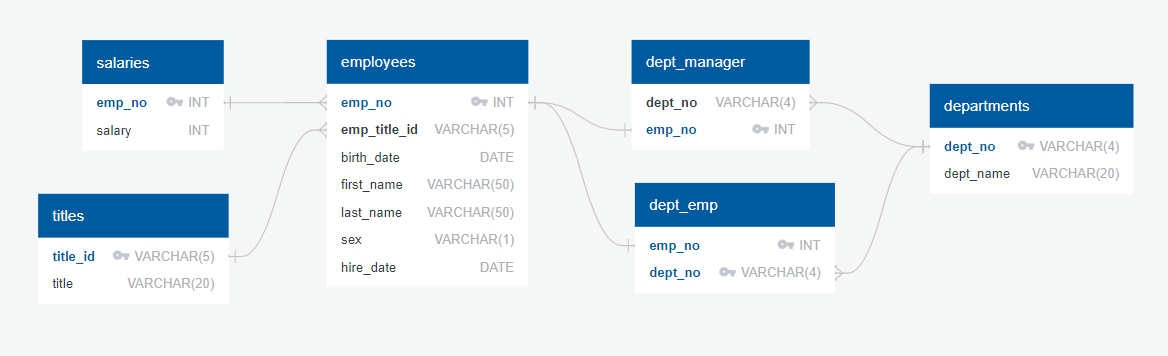 salaries
emp_no INT
salary INT
titles
title_id VARCHAR(5)
title VARCHAR(20)
employees
emp_no INT
emp_title_id VARCHAR(5)
birth_date DATE
first_name VARCHAR(50)
last_name VARCHAR(50)
sex VARCHAR(1)
hire_date DATE
dept_manager
dept_no VARCHAR(4)
emp_no INT
dept_emp
emp_no INT
dept_no VARCHAR(4)
departments
dept_no VARCHAR(4)
dept_name VARCHAR(20)